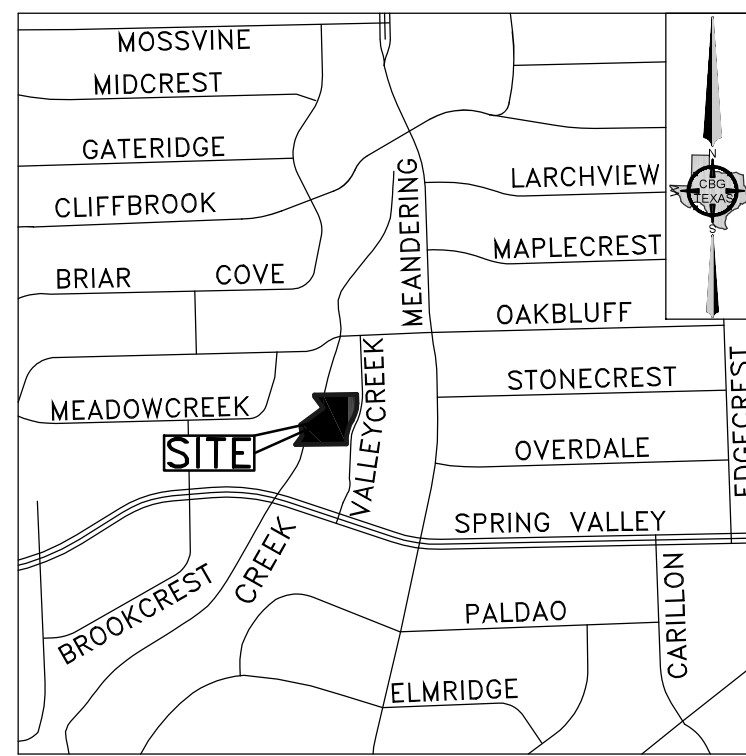 MOSSVINE
MIDCREST
GATERIDGE
CLIFFBROOK
BRIAR COVE
MEADOWCREEK
SITE
BROOKCREST
CREEK
VALLEYCREEK
MEANDERING
LARCHVIEW
MAPLECREST
OAKBLUFF
STONECREST
OVERDALE
EDGECREST
SPRING VALLEY
PALDAO
CARILLON
ELMRIDGE
N
W
CBG
TEXAS
S